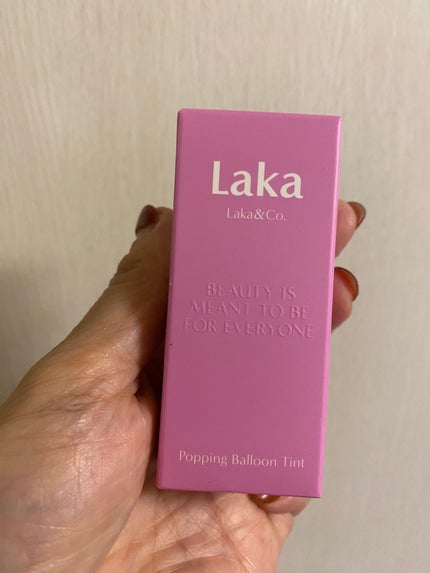 Laka
Laka&Co.
BEAUTY IS
MEANT TO BE
FOR EVERYONE
Popping Balloon Tint